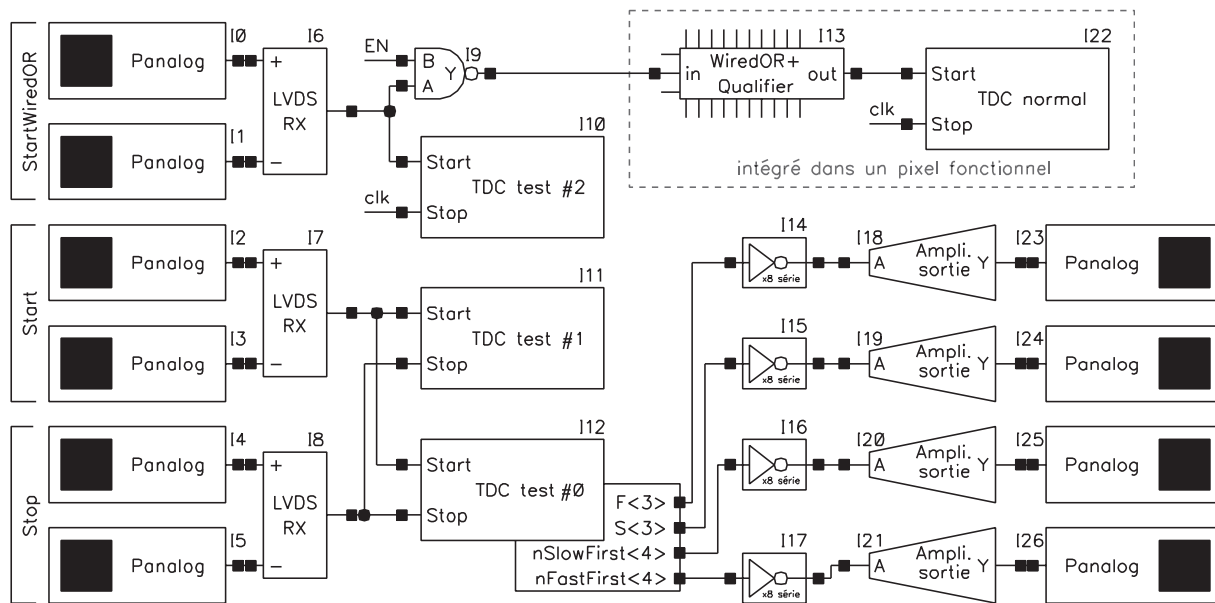 StartWiredOR
Panalog
I0
Panalog
I1
I6
+
LVDS
RX
−
EN
B
A
Y
I9
I10
Start
TDC test #2
clk
Stop
I13
WiredOR+
in
out
Qualifier
I22
Start
TDC normal
clk
Stop
intégré dans un pixel fonctionnel
Start
Panalog
I2
Panalog
I3
I7
+
LVDS
RX
−
I11
Start
TDC test #1
Stop
Stop
Panalog
I4
Panalog
I5
I8
+
LVDS
RX
−
I12
Start
TDC test #0
Stop
F<3>
S<3>
nSlowFirst<4>
nFastFirst<4>
I14
x8 série
I18
A
Ampli.
sortie
Y
I23
Panalog
I15
x8 série
I19
A
Ampli.
sortie
Y
I24
Panalog
I16
x8 série
I20
A
Ampli.
sortie
Y
I25
Panalog
I17
x8 série
I21
A
Ampli.
sortie
Y
I26
Panalog